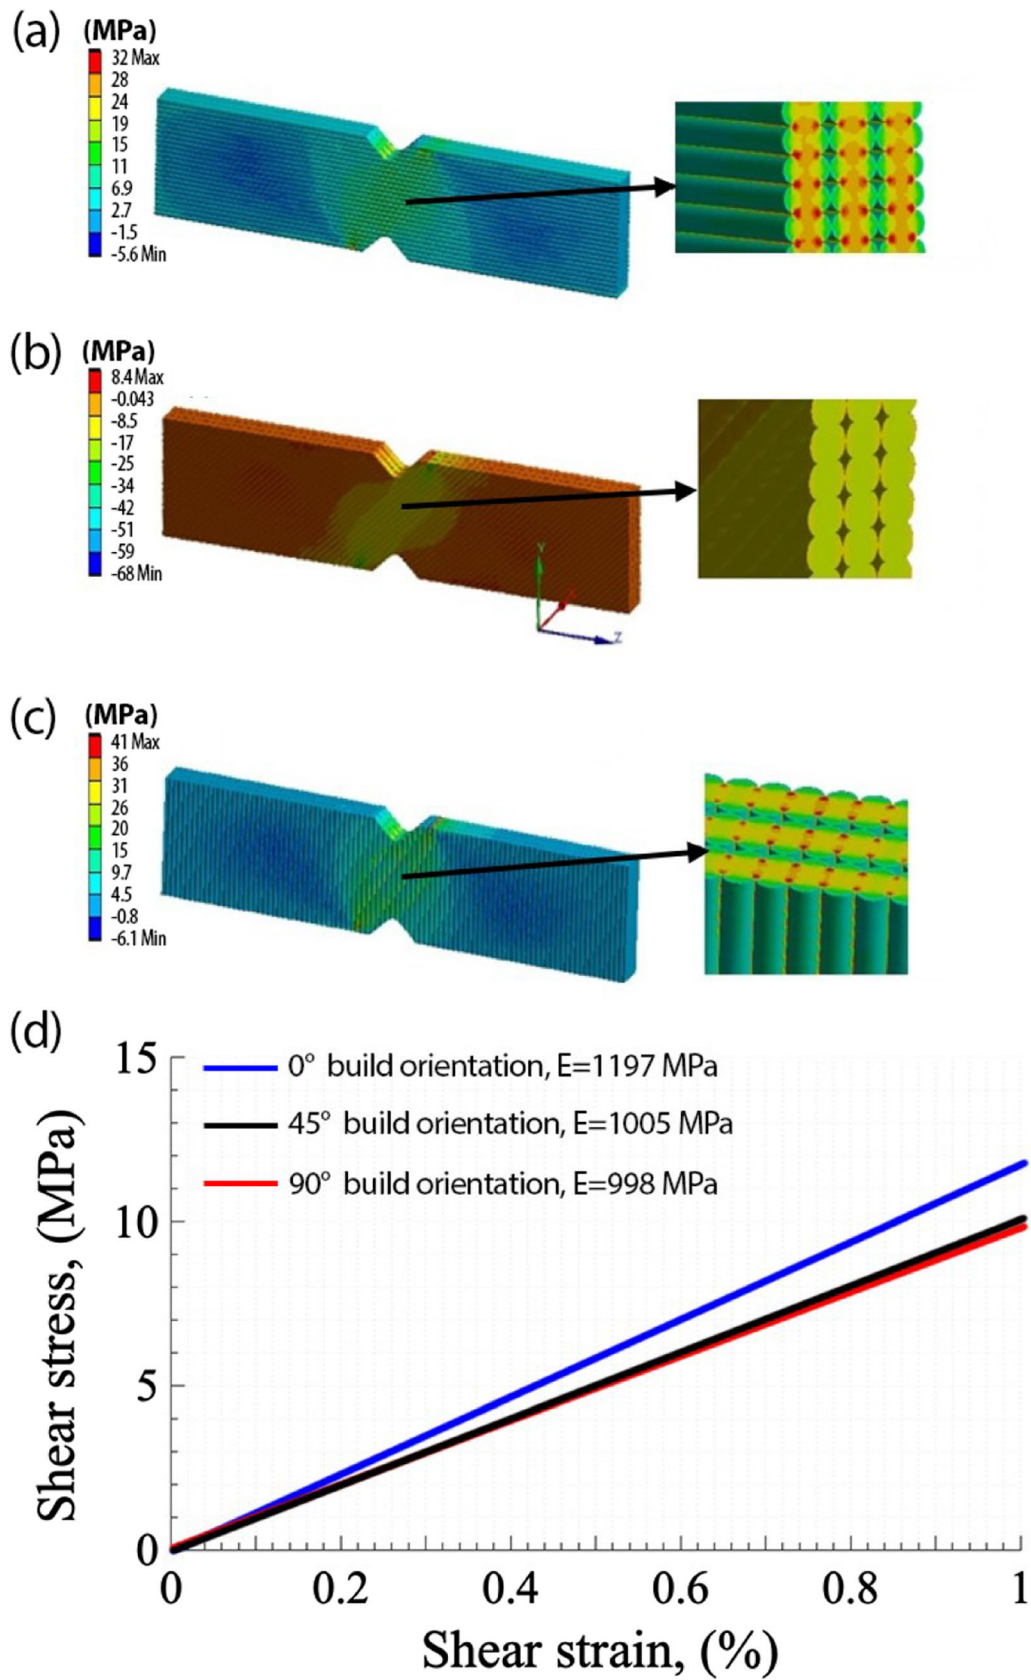 (a)
(MPa)
32 Max
28
24
19
15
11
6.9
2.7
-1.5
-5.6 Min
(b)
(MPa)
8.4 Max
-0.043
-8.5
-17
-25
-34
-42
-51
-59
-68 Min
Y
Z
(c)
(MPa)
41 Max
36
31
26
20
15
9.7
4.5
-0.8
-6.1 Min
(d)
0° build orientation, E=1197 MPa
45° build orientation, E=1005 MPa
90° build orientation, E=998 MPa
Shear stress, (MPa)
15
10
5
0
0 0.2 0.4 0.6 0.8 1
Shear strain, (%)